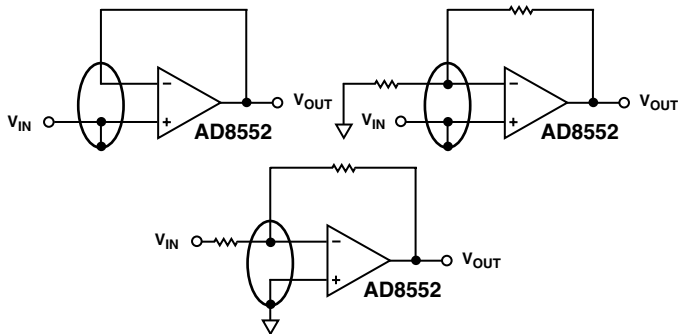 V_IN
−
+
AD8552
V_OUT
V_IN
−
+
AD8552
V_OUT
V_IN
−
+
AD8552
V_OUT